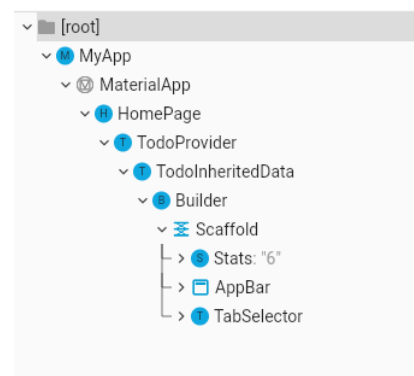 [root]
M MyApp
MaterialApp
H HomePage
T TodoProvider
T TodoInheritedData
B Builder
Scaffold
S Stats: "6"
AppBar
T TabSelector